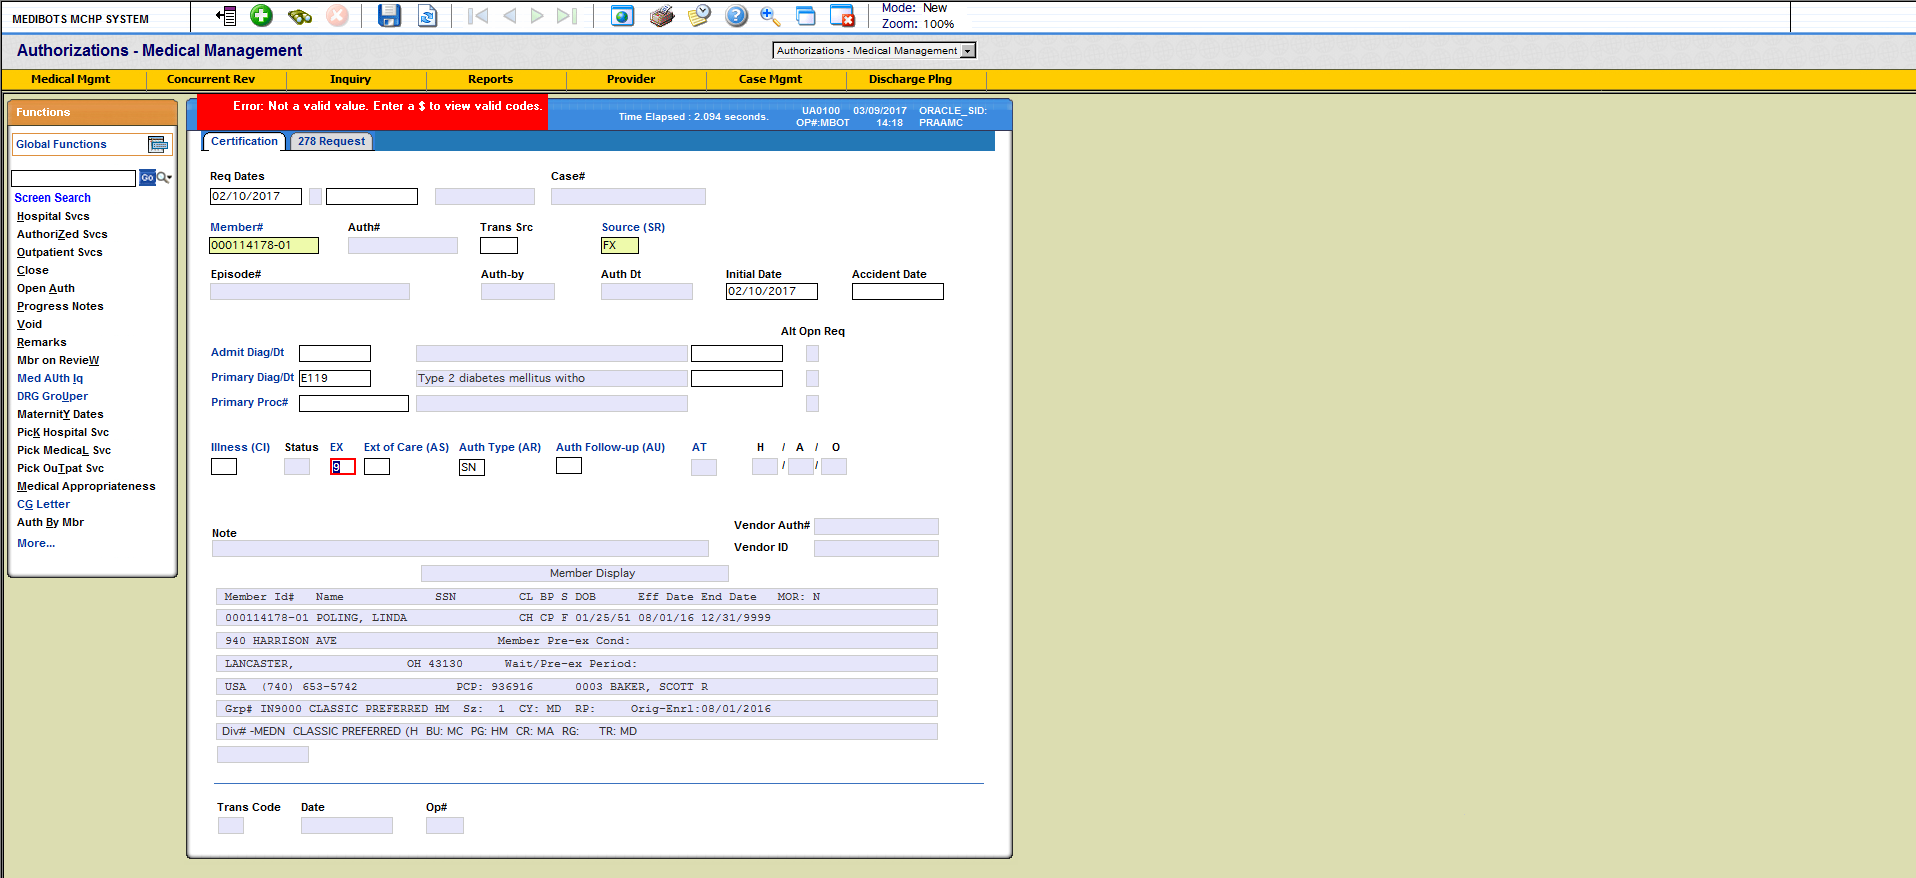 MEDIBOTS MCHP SYSTEM
Mode: New
Zoom: 100%
Authorizations - Medical Management
Authorizations - Medical Management
Medical Mgmt Concurrent Rev Inquiry Reports Provider Case Mgmt Discharge Plng
Functions
Global Functions
Go
Screen Search
Hospital Svcs
AuthoriZed Svcs
Outpatient Svcs
Close
Open Auth
Progress Notes
Void
Remarks
Mbr on RevieW
Med AUth Iq
DRG GroUper
MaternitY Dates
PicK Hospital Svc
Pick MedicaL Svc
Pick OuTpat Svc
Medical Appropriateness
CG Letter
Auth By Mbr
More...
Error: Not a valid value. Enter a $ to view valid codes.
Time Elapsed : 2.094 seconds.
UA0100 03/09/2017 ORACLE_SID:
OP#:MBOT 14:18 PRAAMC
Certification 278 Request
Req Dates Case#
02/10/2017
Member# Auth# Trans Src Source (SR)
000114178-01 FX
Episode# Auth-by Auth Dt Initial Date Accident Date
02/10/2017
Alt Opn Req
Admit Diag/Dt
Primary Diag/Dt E119 Type 2 diabetes mellitus witho
Primary Proc#
Illness (CI) Status EX Ext of Care (AS) Auth Type (AR) Auth Follow-up (AU) AT H / A / O
9 SN / /
Vendor Auth#
Note
Vendor ID
Member Display
Member Id# Name SSN CL BP S DOB Eff Date End Date MOR: N
000114178-01 POLING, LINDA CH CP F 01/25/51 08/01/16 12/31/9999
940 HARRISON AVE Member Pre-ex Cond:
LANCASTER, OH 43130 Wait/Pre-ex Period:
USA (740) 653-5742 PCP: 936916 0003 BAKER, SCOTT R
Grp# IN9000 CLASSIC PREFERRED HM Sz: 1 CY: MD RP: Orig-Enrl:08/01/2016
Div# -MEDN CLASSIC PREFERRED (H BU: MC PG: HM CR: MA RG: TR: MD
Trans Code Date Op#